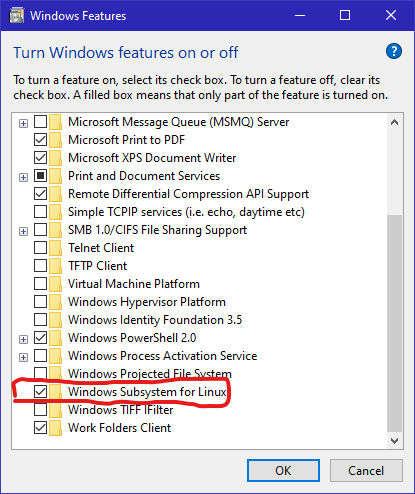 Windows Features
Turn Windows features on or off
To turn a feature on, select its check box. To turn a feature off, clear its
check box. A filled box means that only part of the feature is turned on.
Microsoft Message Queue (MSMQ) Server
Microsoft Print to PDF
Microsoft XPS Document Writer
Print and Document Services
Remote Differential Compression API Support
Simple TCPIP services (i.e. echo, daytime etc)
SMB 1.0/CIFS File Sharing Support
Telnet Client
TFTP Client
Virtual Machine Platform
Windows Hypervisor Platform
Windows Identity Foundation 3.5
Windows PowerShell 2.0
Windows Process Activation Service
Windows Projected File System
Windows Subsystem for Linux
Windows TIFF IFilter
Work Folders Client
OK Cancel